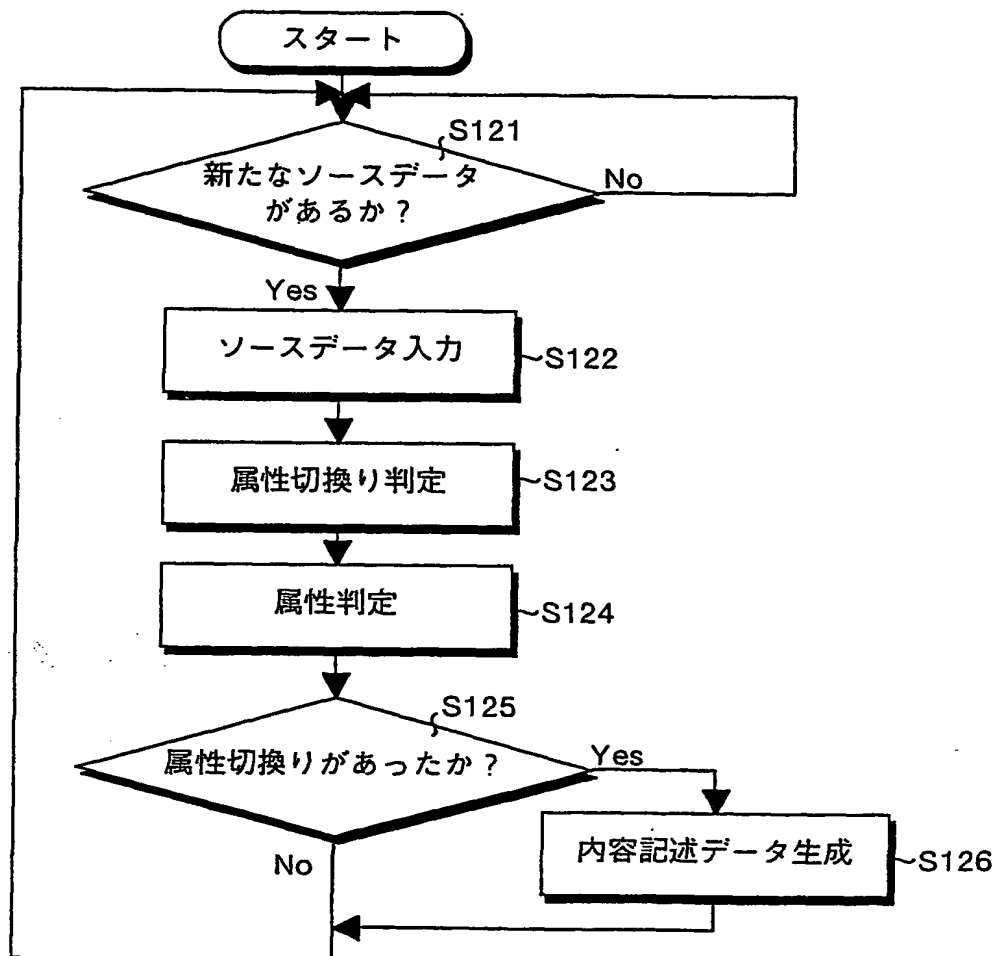 スタート
S121
新たなソースデータ
があるか？
No
Yes
ソースデータ入力
S122
属性切換り判定
S123
属性判定
S124
S125
属性切換りがあったか？
Yes
No
内容記述データ生成
S126